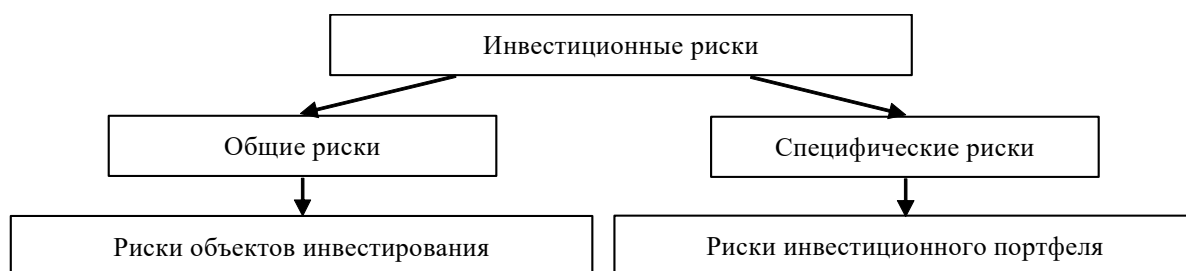 Инвестиционные риски
Общие риски
Специфические риски
Риски объектов инвестирования
Риски инвестиционного портфеля